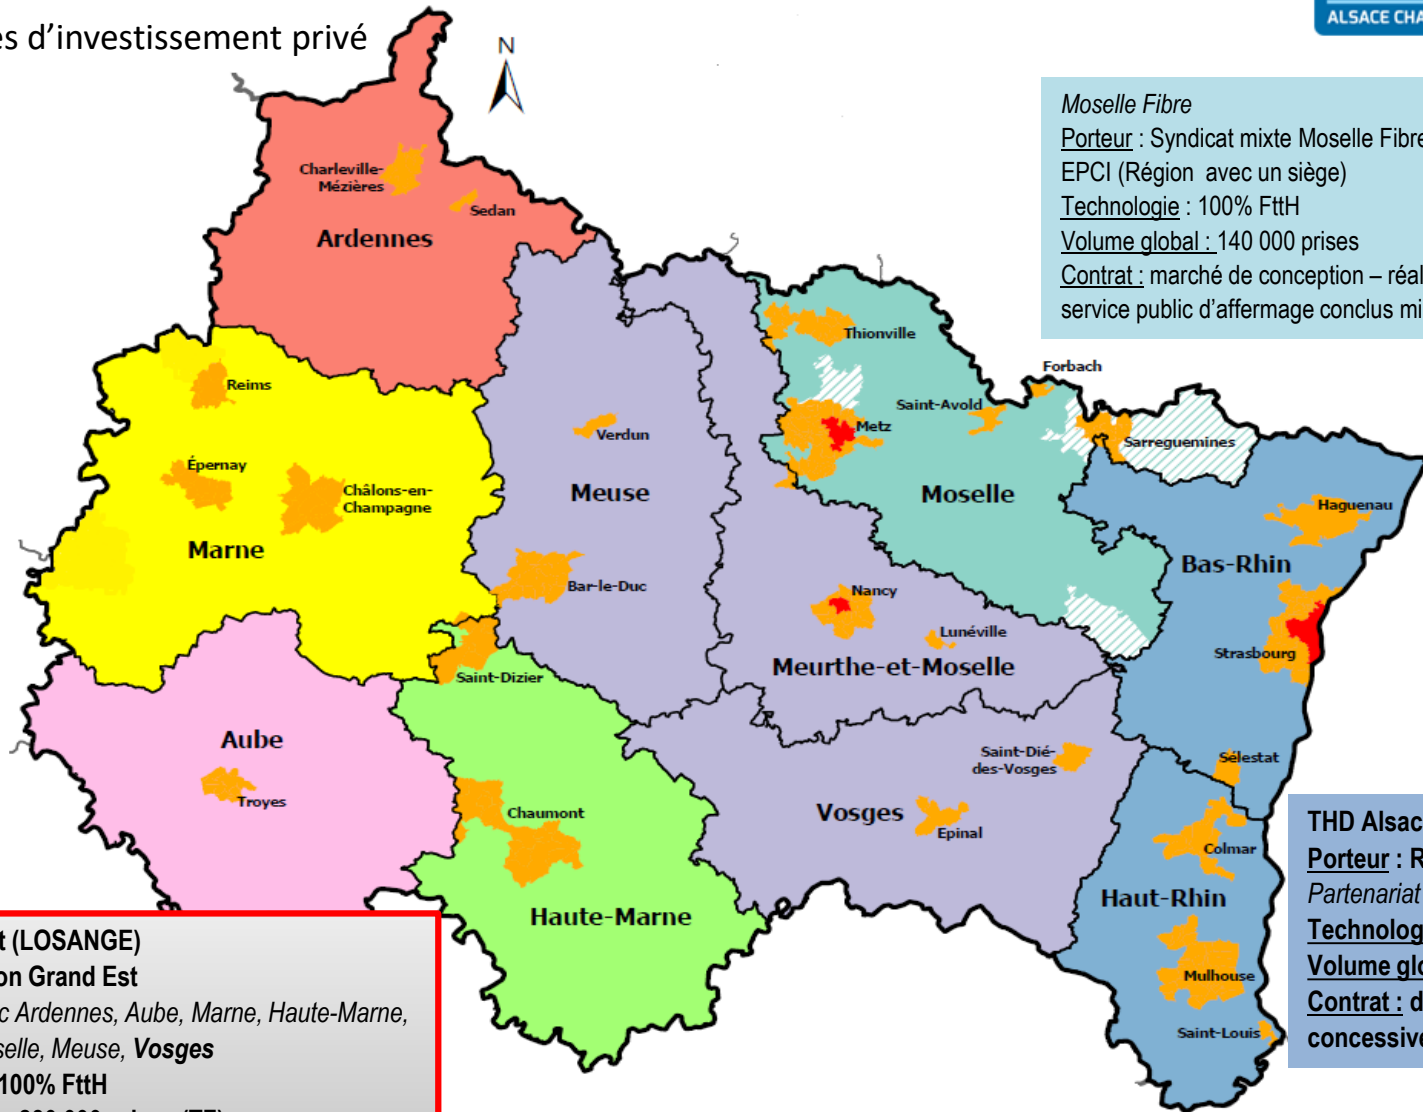 es d’investissement privé
ALSACE CHA
N
Moselle Fibre
Porteur : Syndicat mixte Moselle Fibre
EPCI (Région avec un siège)
Technologie : 100% FttH
Volume global : 140 000 prises
Contrat : marché de conception – réal
service public d’affermage conclus mi
Charleville-
Mézières
Sedan
Ardennes
Thionville
Forbach
Reims
Saint-Avold
Metz
Verdun
Sarreguemines
Épernay
Châlons-en-
Champagne
Meuse
Moselle
Haguenau
Marne
Bas-Rhin
Bar-le-Duc
Nancy
Lunéville
Strasbourg
Meurthe-et-Moselle
Saint-Dizier
Aube
Saint-Dié-
des-Vosges
Sélestat
Troyes
Chaumont
Vosges
Epinal
Colmar
Haut-Rhin
Haute-Marne
Mulhouse
Saint-Louis
THD Alsac
Porteur : R
Partenariat
Technolog
Volume glo
Contrat : d
concessive
t (LOSANGE)
on Grand Est
c Ardennes, Aube, Marne, Haute-Marne,
selle, Meuse, Vosges
100% FttH